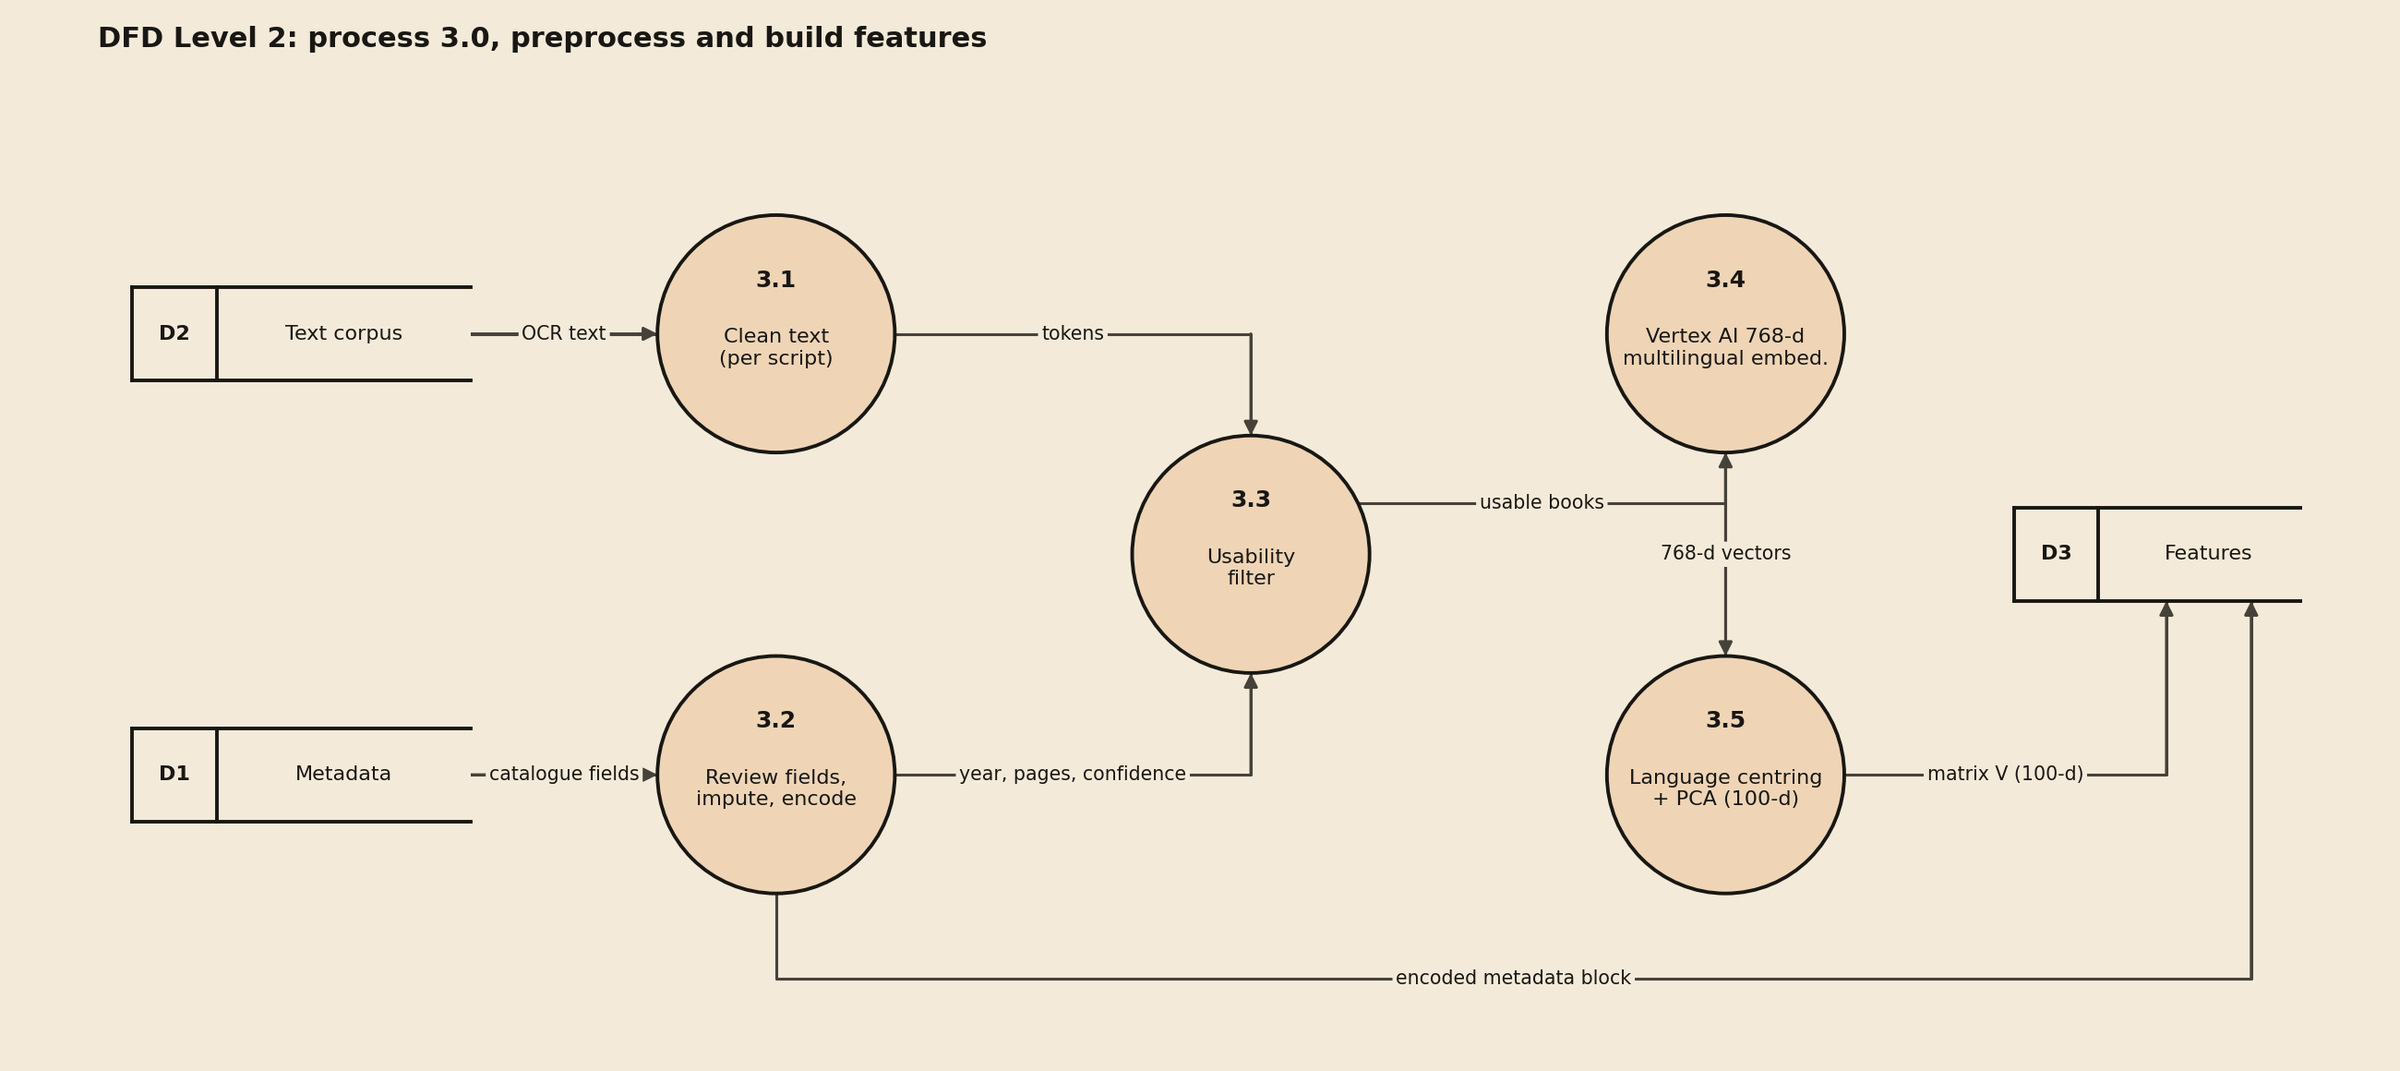 DFD Level 2: process 3.0, preprocess and build features
D2
Text corpus
OCR text
3.1
Clean text
(per script)
tokens
3.4
Vertex AI 768-d
multilingual embed.
3.3
Usability
filter
usable books
768-d vectors
D3
Features
D1
Metadata
catalogue fields
3.2
Review fields,
impute, encode
year, pages, confidence
3.5
Language centring
+ PCA (100-d)
matrix V (100-d)
encoded metadata block